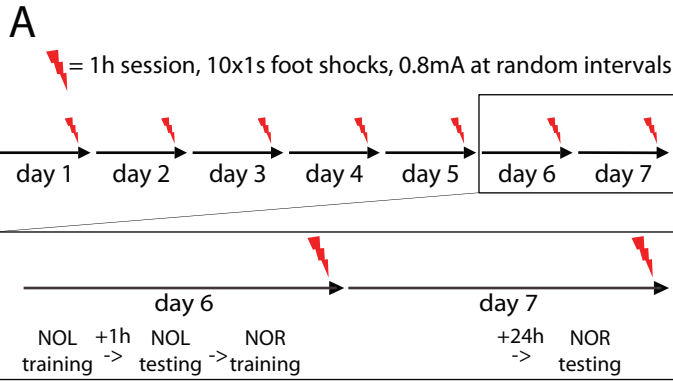 A
= 1h session, 10x1s foot shocks, 0.8mA at random intervals
day 1 day 2 day 3 day 4 day 5 day 6 day 7
day 6 day 7
NOL +1h NOL NOR +24h NOR
training -> testing ->training -> testing